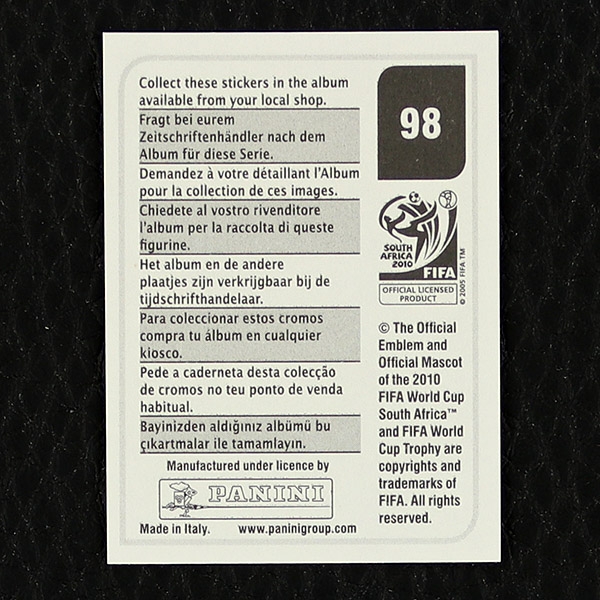 Collect these stickers in the album
available from your local shop.
Fragt bei eurem
Zeitschriftenhändler nach dem
Album für diese Serie.
Demandez à votre détaillant l'Album
pour la collection de ces images.
Chiedete al vostro rivenditore
l'album per la raccolta di queste
figurine.
Het album en de andere
plaatjes zijn verkrijgbaar bij de
tijdschrifthandelaar.
Para coleccionar estos cromos
compra tu álbum en cualquier
kiosco.
Pede a caderneta desta colecção
de cromos no teu ponto de venda
habitual.
Bayinizden aldığınız albümü bu
çıkartmalar ile tamamlayın.
Manufactured under licence by
PANINI
Made in Italy. www.paninigroup.com
98
SOUTH
AFRICA
2010
FIFA
© 2005 FIFA TM
OFFICIAL LICENSED
PRODUCT
© The Official
Emblem and
Official Mascot
of the 2010
FIFA World Cup
South Africa™
and FIFA World
Cup Trophy are
copyrights and
trademarks of
FIFA. All rights
reserved.